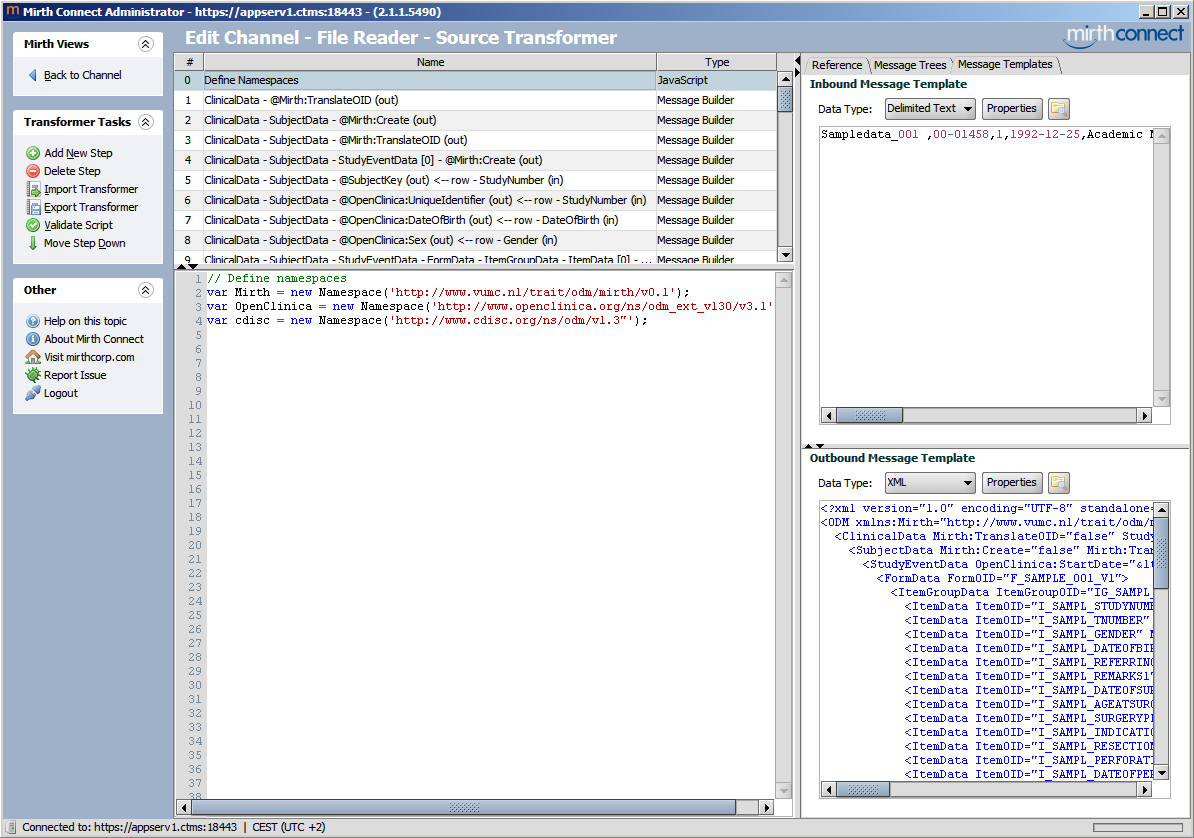 Mirth Connect Administrator - https://appserv1.ctms:18443 - (2.1.1.5490)
Mirth Views
Back to Channel
Transformer Tasks
Add New Step
Delete Step
Import Transformer
Export Transformer
Validate Script
Move Step Down
Other
Help on this topic
About Mirth Connect
Visit mirthcorp.com
Report Issue
Logout
Edit Channel - File Reader - Source Transformer
mirthconnect
# Name Type
0 Define Namespaces JavaScript
1 ClinicalData - @Mirth:TranslateOID (out) Message Builder
2 ClinicalData - SubjectData - @Mirth:Create (out) Message Builder
3 ClinicalData - SubjectData - @Mirth:TranslateOID (out) Message Builder
4 ClinicalData - SubjectData - StudyEventData [0] - @Mirth:Create (out) Message Builder
5 ClinicalData - SubjectData - @SubjectKey (out) <-- row - StudyNumber (in) Message Builder
6 ClinicalData - SubjectData - @OpenClinica:UniqueIdentifier (out) <-- row - StudyNumber (in) Message Builder
7 ClinicalData - SubjectData - @OpenClinica:DateOfBirth (out) <-- row - DateOfBirth (in) Message Builder
8 ClinicalData - SubjectData - @OpenClinica:Sex (out) <-- row - Gender (in) Message Builder
9 ClinicalData - SubjectData - StudyEventData - FormData - ItemGroupData - ItemData [0] - ... Message Builder
1 // Define namespaces
2 var Mirth = new Namespace('http://www.vumc.nl/trait/odm/mirth/v0.1');
3 var OpenClinica = new Namespace('http://www.openclinica.org/ns/odm_ext_v130/v3.1'
4 var cdisc = new Namespace('http://www.cdisc.org/ns/odm/v1.3"');
5
6
7
8
9
10
11
12
13
14
15
16
17
18
19
20
21
22
23
24
25
26
27
28
29
30
31
32
33
34
35
36
37
38
Reference Message Trees Message Templates
Inbound Message Template
Data Type: Delimited Text Properties
Sampledata_001 ,00-01458,1,1992-12-25,Academic
Outbound Message Template
Data Type: XML Properties
<?xml version="1.0" encoding="UTF-8" standalone=
<ODM xmlns:Mirth="http://www.vumc.nl/trait/odm/
<ClinicalData Mirth:TranslateOID="false" Study
<SubjectData Mirth:Create="false" Mirth:Tran
<StudyEventData OpenClinica:StartDate="&lt
<FormData FormOID="F_SAMPLE_001_V1">
<ItemGroupData ItemGroupOID="IG_SAMPL_
<ItemData ItemOID="I_SAMPL_STUDYNUMB
<ItemData ItemOID="I_SAMPL_TNUMBER"
<ItemData ItemOID="I_SAMPL_GENDER" M
<ItemData ItemOID="I_SAMPL_DATEOFBIR
<ItemData ItemOID="I_SAMPL_REFERRING
<ItemData ItemOID="I_SAMPL_REMARKS1"
<ItemData ItemOID="I_SAMPL_DATEOFSUR
<ItemData ItemOID="I_SAMPL_AGEATSURG
<ItemData ItemOID="I_SAMPL_SURGERYPE
<ItemData ItemOID="I_SAMPL_INDICATIO
<ItemData ItemOID="I_SAMPL_RESECTION
<ItemData ItemOID="I_SAMPL_PERFORATI
<ItemData ItemOID="I_SAMPL_DATEOFPER
Connected to: https://appserv1.ctms:18443 | CEST (UTC +2)